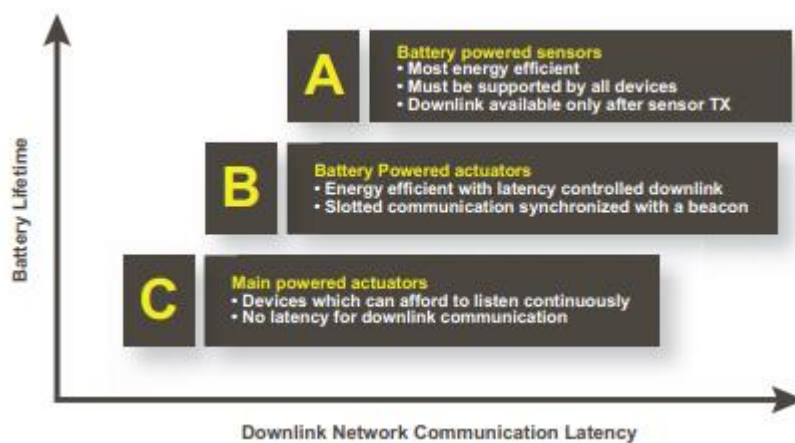 Battery Lifetime
A
Battery powered sensors
• Most energy efficient
• Must be supported by all devices
• Downlink available only after sensor TX
B
Battery Powered actuators
• Energy efficient with latency controlled downlink
• Slotted communication synchronized with a beacon
C
Main powered actuators
• Devices which can afford to listen continuously
• No latency for downlink communication
Downlink Network Communication Latency